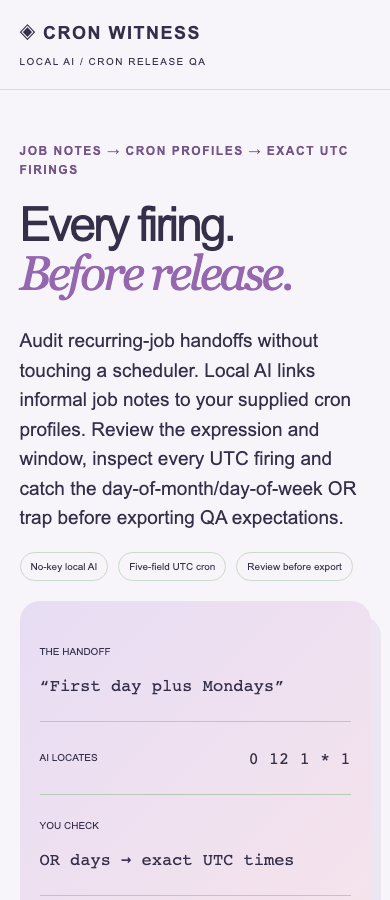 ◈ CRON WITNESS
LOCAL AI / CRON RELEASE QA
JOB NOTES → CRON PROFILES → EXACT UTC
FIRINGS
Every firing.
Before release.
Audit recurring-job handoffs without
touching a scheduler. Local AI links
informal job notes to your supplied cron
profiles. Review the expression and
window, inspect every UTC firing and
catch the day-of-month/day-of-week OR
trap before exporting QA expectations.
No-key local AI
Five-field UTC cron
Review before export
THE HANDOFF
“First day plus Mondays”
AI LOCATES
0 12 1 * 1
YOU CHECK
OR days → exact UTC times